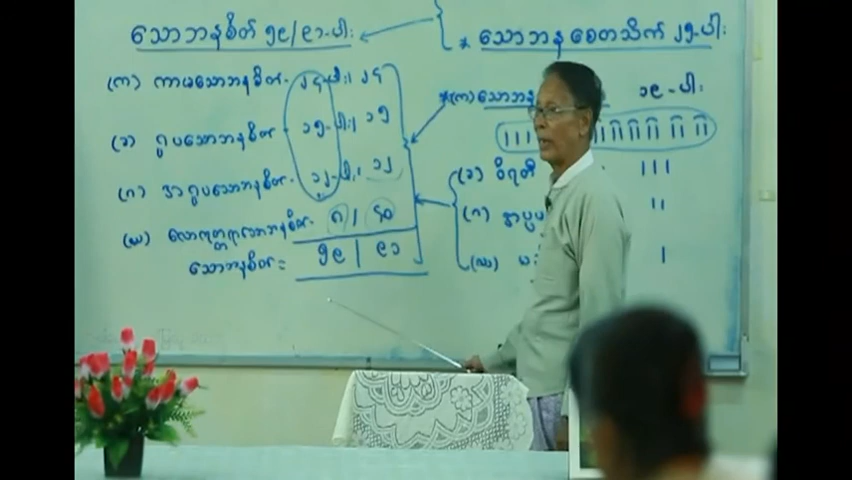 သောဘနစိတ် ၅၉/၉၁-ပါး
* သောဘနစေတသိက် ၂၅-ပါး
(က) ကာမသောဘနစိတ်- ၂၄-ပါး၊ ၂၄
(ခ) ရူပသောဘနစိတ်- ၁၅-ပါး၊ ၁၅
(ဂ) အရူပသောဘနစိတ်- ၁၂-ပါး၊ ၁၂
(ဃ) လောကုတ္တရာသောဘနစိတ်- ၈ / ၄၀
သောဘနစိတ် = ၅၉ | ၉၁
*(က) သောဘန ၁၉-ပါး
(ခ) ဝိရတီ ၊၊၊
(ဂ) အပ္ပမ ၊၊
(ဃ) ၊